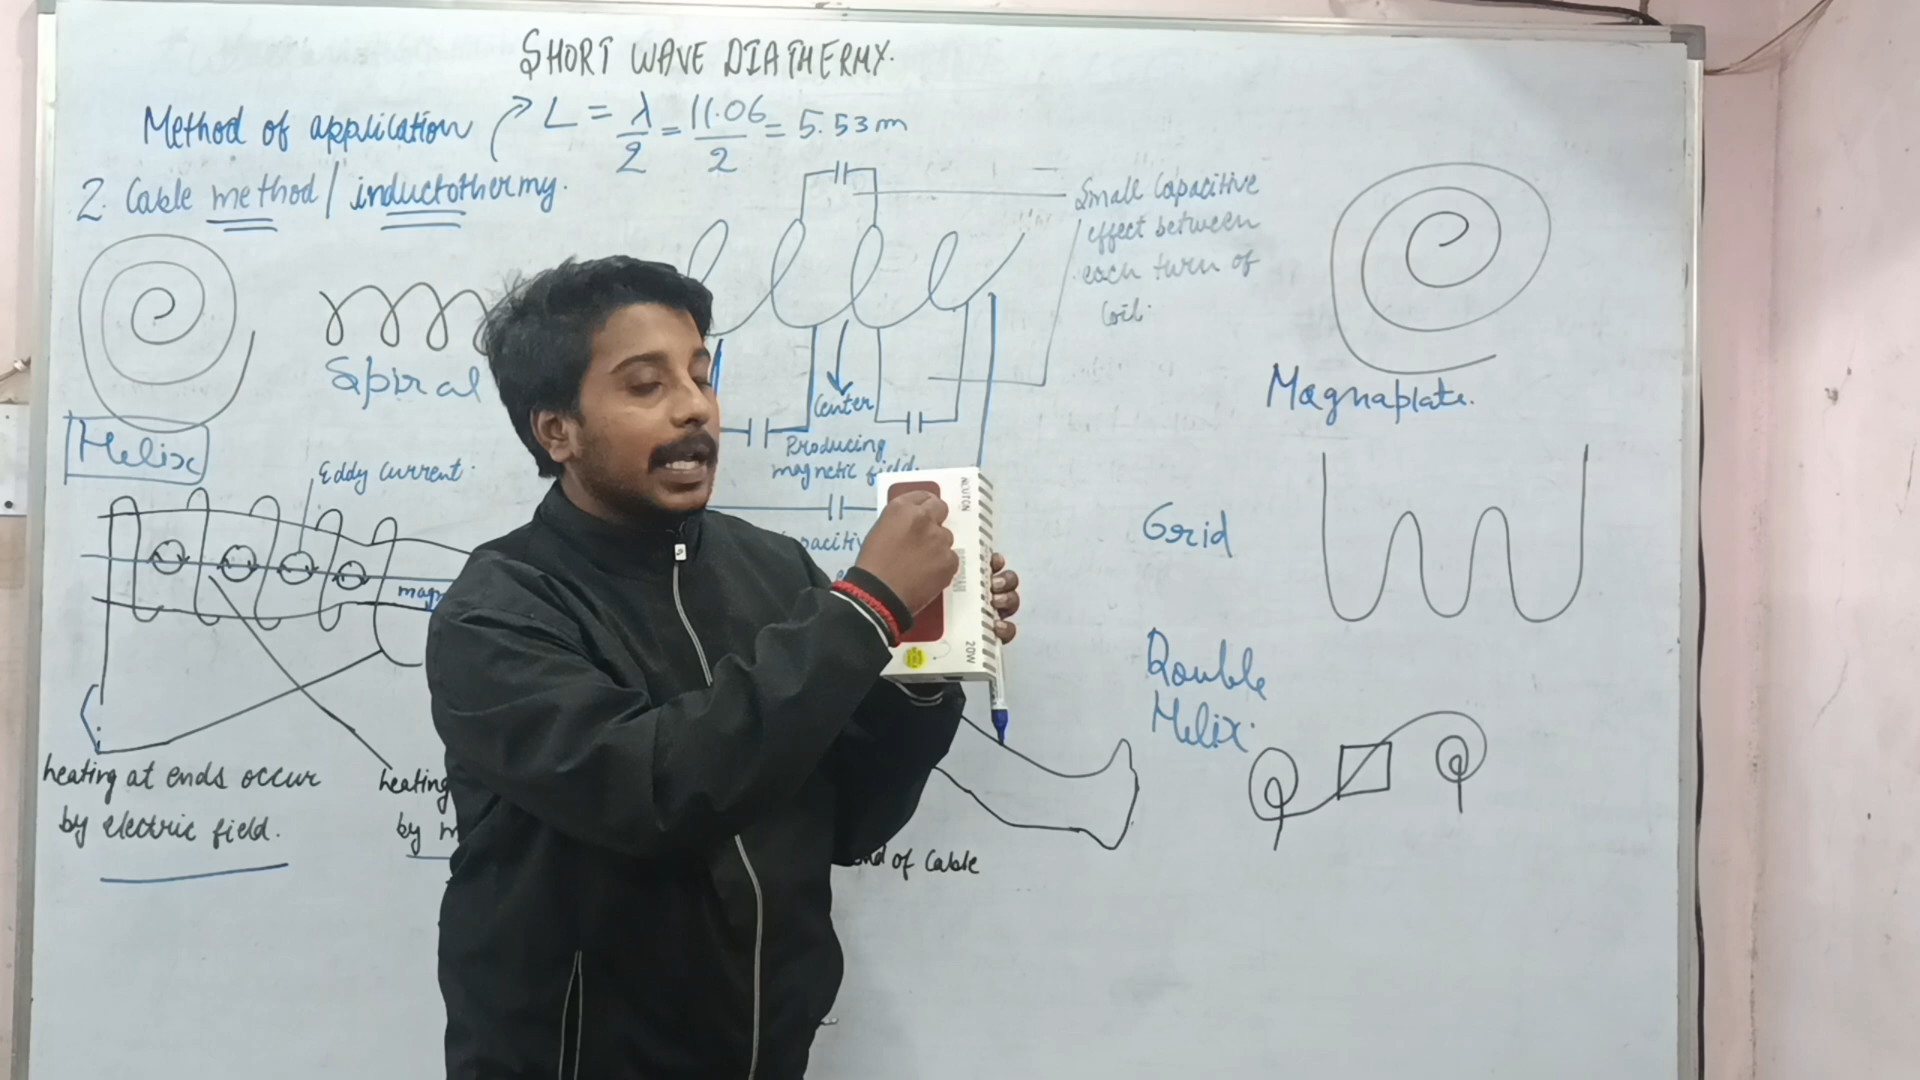 SHORT WAVE DIATHERMY.
Method of application
L = λ/2 = 11.06/2 = 5.53m
2. Cable method / inductothermy.
Small Capacitive
effect between
each turn of
Coil.
Spiral
Helix
Center
Producing
magnetic field.
Magnaplate.
Eddy Current.
Grid
Double
Helix.
heating at ends occur
by electric field.
heating
by
of Cable
NEUTON
20W